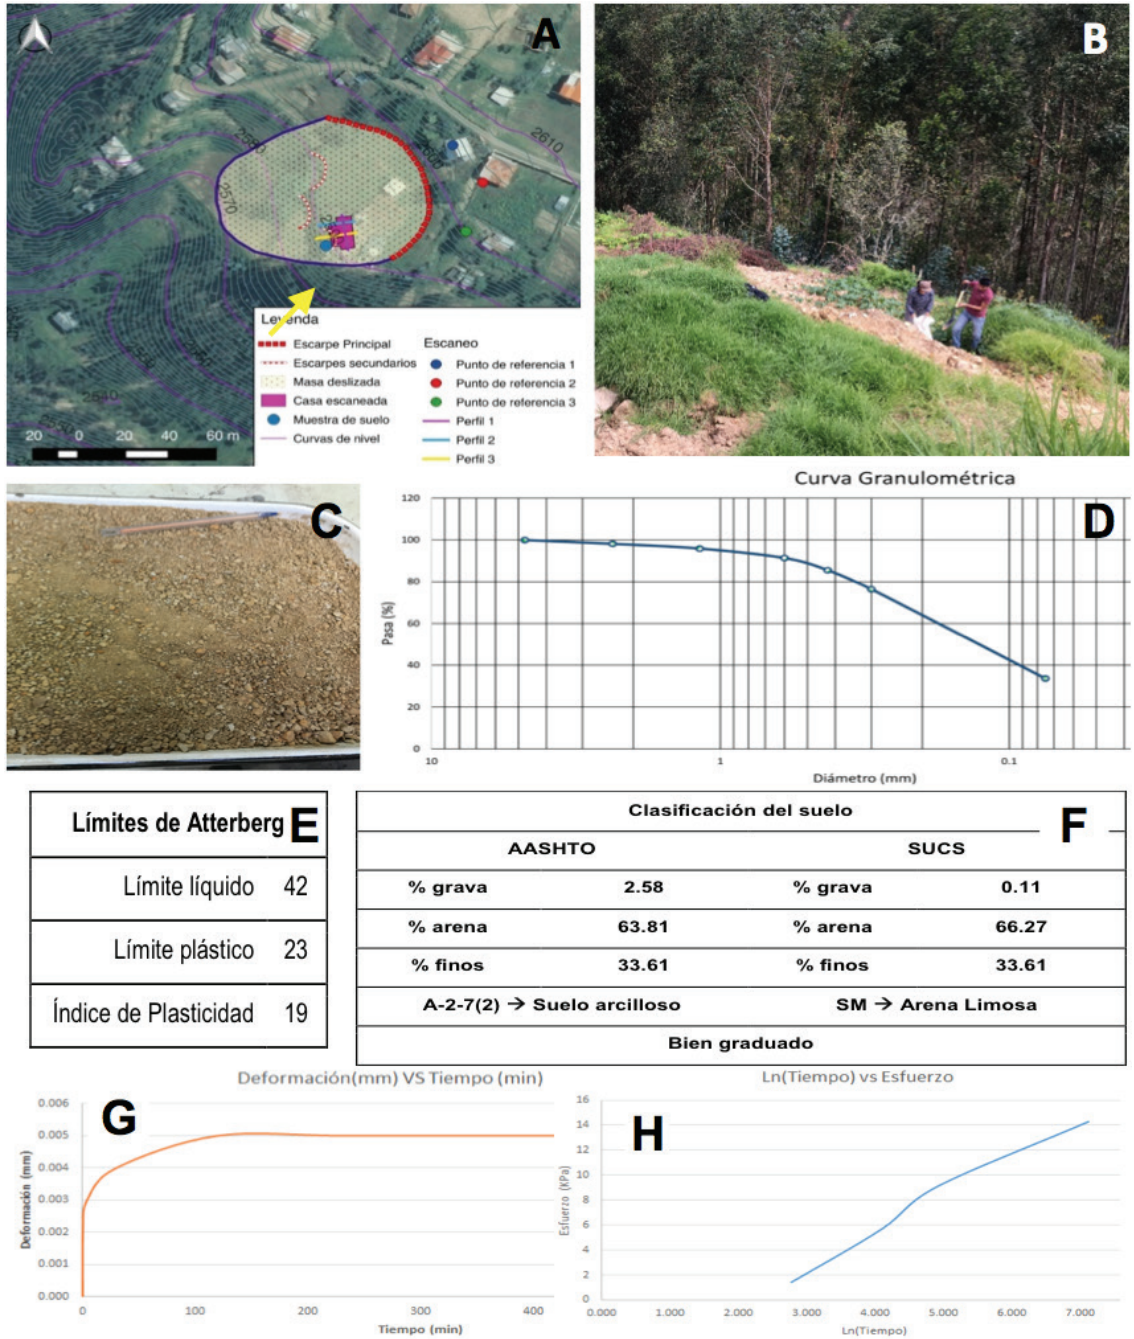 A
2610
2580
2570
2540
Leyenda
Escarpe Principal
Escarpes secundarios
Masa deslizada
Casa escaneada
Muestra de suelo
Curvas de nivel
Escaneo
Punto de referencia 1
Punto de referencia 2
Punto de referencia 3
Perfil 1
Perfil 2
Perfil 3
20 0 20 40 60 m
B
C
Curva Granulométrica
D
Pasa (%)
120
100
80
60
40
20
0
10 1 0.1
Diámetro (mm)
Límites de Atterberg E
Límite líquido 42
Límite plástico 23
Índice de Plasticidad 19
Clasificación del suelo F
AASHTO SUCS
% grava 2.58 % grava 0.11
% arena 63.81 % arena 66.27
% finos 33.61 % finos 33.61
A-2-7(2) → Suelo arcilloso SM → Arena Limosa
Bien graduado
Deformación(mm) VS Tiempo (min)
G
Deformación (mm)
0.006
0.005
0.004
0.003
0.002
0.001
0.000
0 100 200 300 400
Tiempo (min)
Ln(Tiempo) vs Esfuerzo
H
Esfuerzo (KPa)
16
14
12
10
8
6
4
2
0
0.000 1.000 2.000 3.000 4.000 5.000 6.000 7.000
Ln(Tiempo)